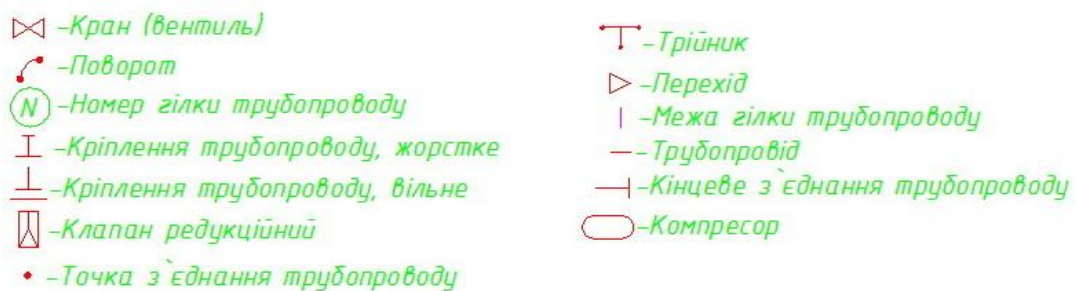 -Кран (вентиль)
-Поворот
N -Номер гілки трубопроводу
-Кріплення трубопроводу, жорстке
-Кріплення трубопроводу, вільне
-Клапан редукційний
-Точка з`єднання трубопроводу
-Трійник
-Перехід
-Межа гілки трубопроводу
-Трубопровід
-Кінцеве з`єднання трубопроводу
-Компресор